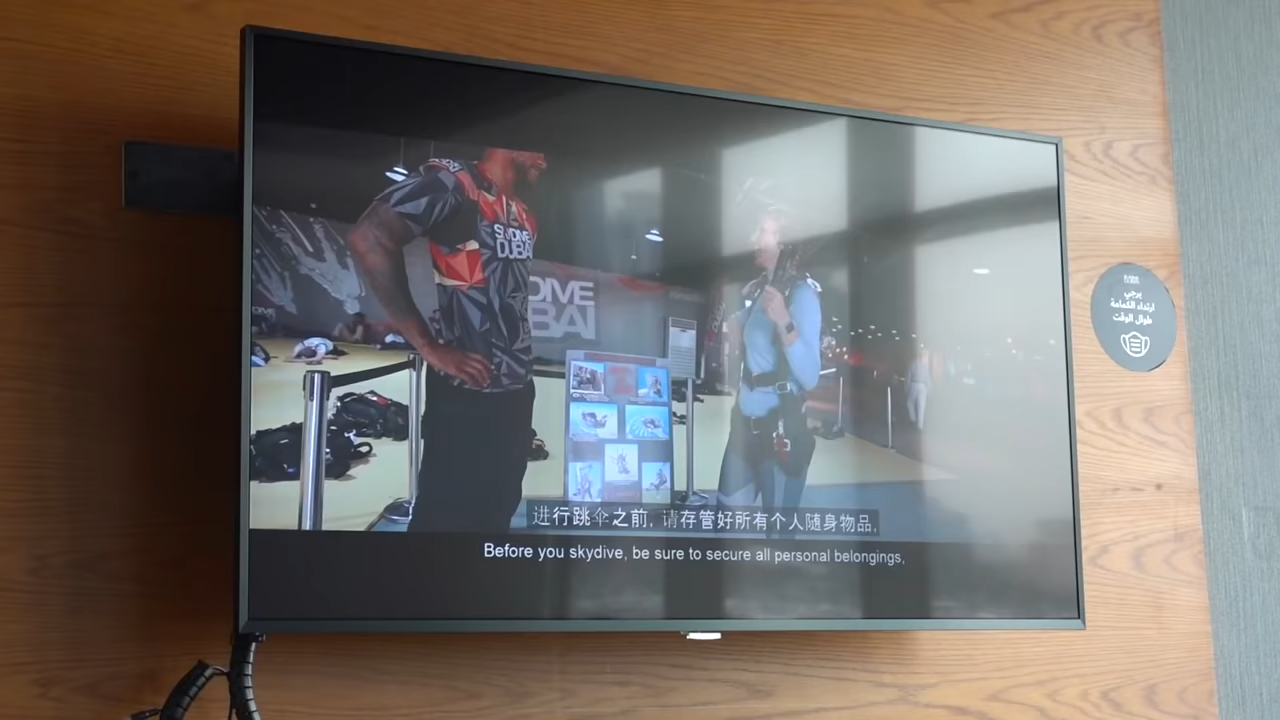 SKYDIVE
DUBAI
DIVE
BAI
进行跳伞之前, 请存管好所有个人随身物品,
Before you skydive, be sure to secure all personal belongings,
يرجى
ارتداء الكمامة
طوال الوقت